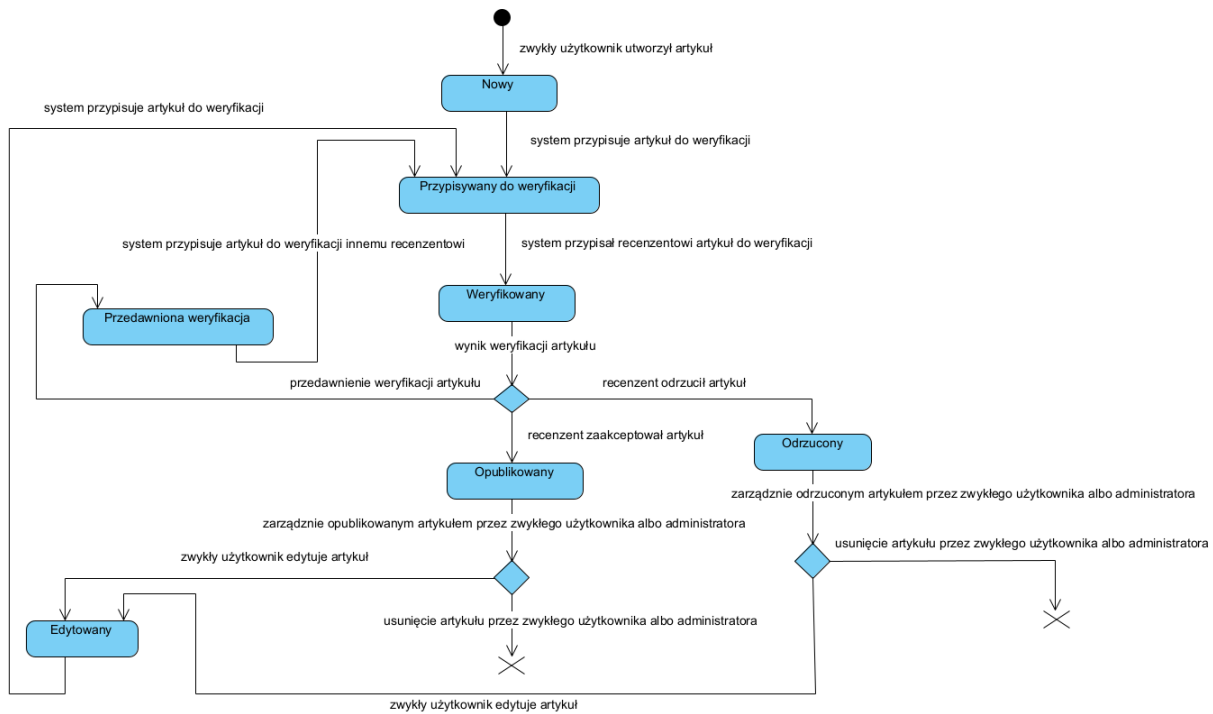 zwykły użytkownik utworzył artykuł
Nowy
system przypisuje artykuł do weryfikacji
system przypisuje artykuł do weryfikacji
Przypisywany do weryfikacji
system przypisuje artykuł do weryfikacji innemu recenzentowi
system przypisał recenzentowi artykuł do weryfikacji
Weryfikowany
Przedawniona weryfikacja
wynik weryfikacji artykułu
przedawnienie weryfikacji artykułu
recenzent odrzucił artykuł
recenzent zaakceptował artykuł
Odrzucony
Opublikowany
zarządznie odrzuconym artykułem przez zwykłego użytkownika albo administratora
zarządznie opublikowanym artykułem przez zwykłego użytkownika albo administratora
usunięcie artykułu przez zwykłego użytkownika albo administratora
zwykły użytkownik edytuje artykuł
usunięcie artykułu przez zwykłego użytkownika albo administratora
Edytowany
zwykły użytkownik edytuje artykuł